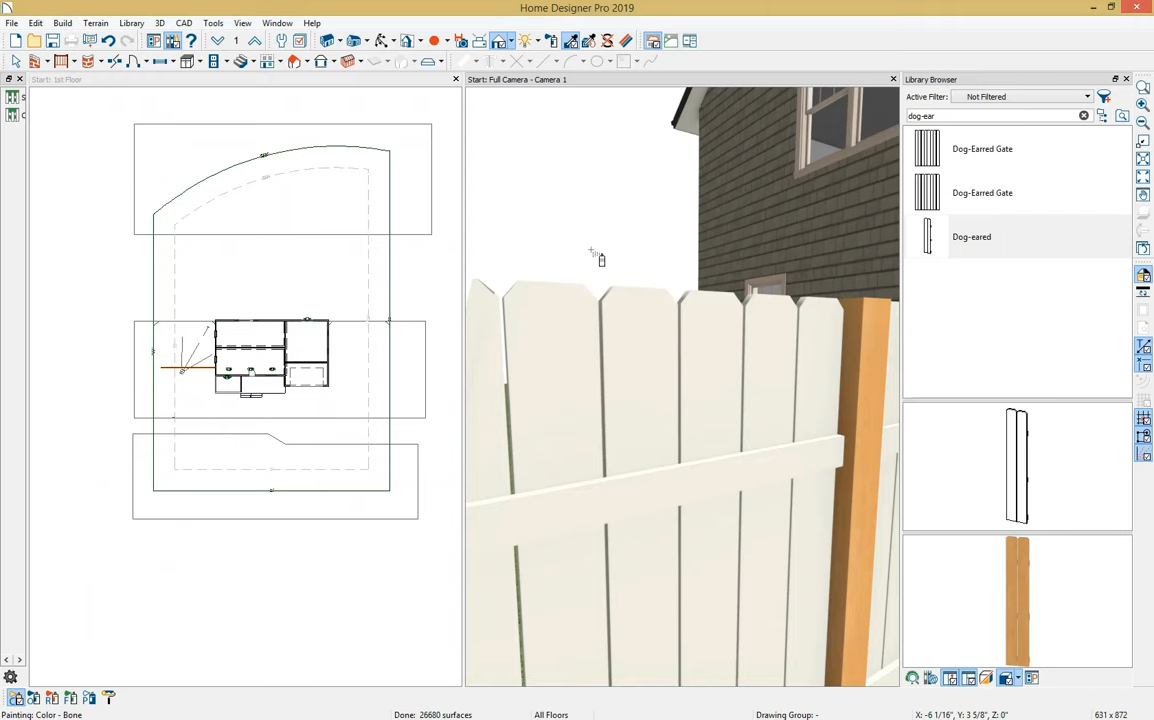 Home Designer Pro 2019
File Edit Build Terrain Library 3D CAD Tools View Window Help
1
Start: 1st Floor
Start: Full Camera - Camera 1
Library Browser
Active Filter: Not Filtered
dog-ear
Dog-Earred Gate
Dog-Earred Gate
Dog-eared
Painting: Color - Bone
Done: 26680 surfaces
All Floors
Drawing Group: -
X: -6 1/16", Y: 3 5/8", Z: 0"
631 x 872